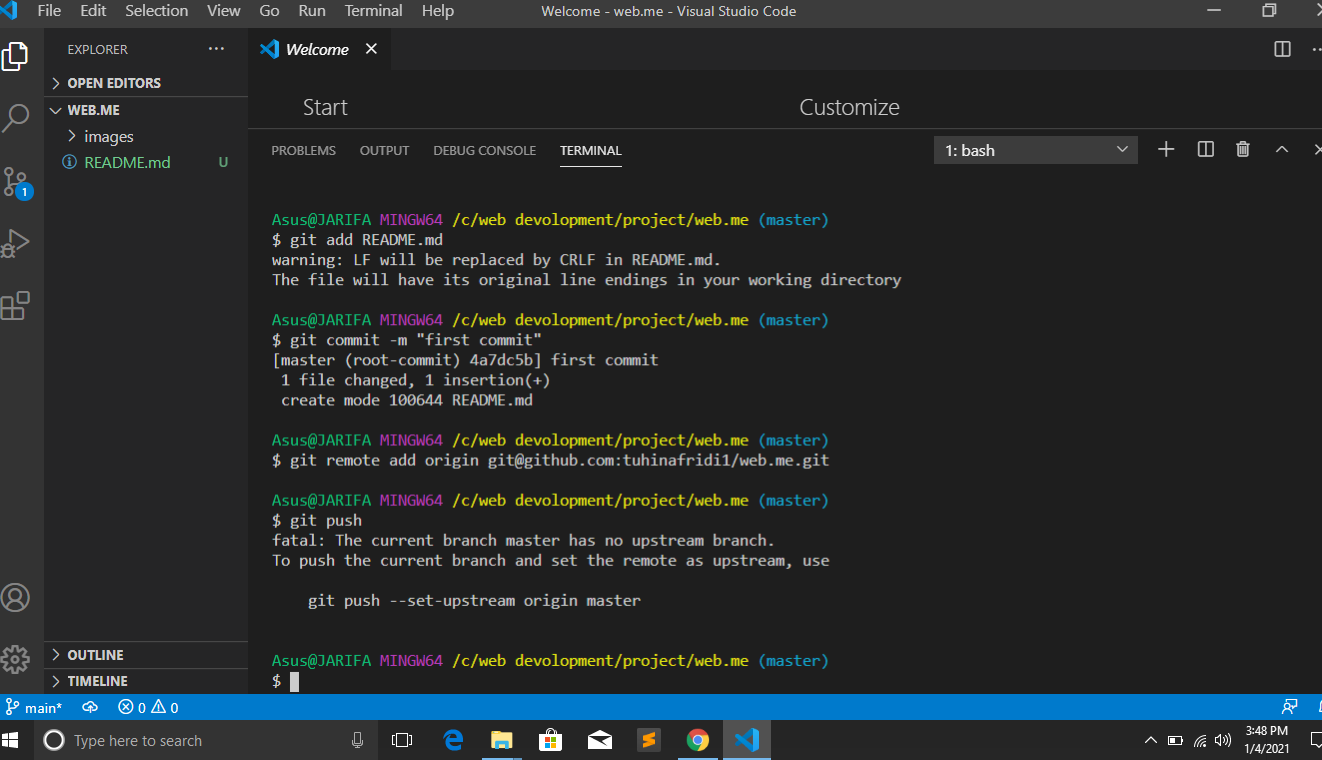 File Edit Selection View Go Run Terminal Help
Welcome - web.me - Visual Studio Code
EXPLORER
Welcome
OPEN EDITORS
WEB.ME
images
README.md U
1
Start
Customize
PROBLEMS OUTPUT DEBUG CONSOLE TERMINAL
1: bash
Asus@JARIFA MINGW64 /c/web devolopment/project/web.me (master)
$ git add README.md
warning: LF will be replaced by CRLF in README.md.
The file will have its original line endings in your working directory
Asus@JARIFA MINGW64 /c/web devolopment/project/web.me (master)
$ git commit -m "first commit"
[master (root-commit) 4a7dc5b] first commit
1 file changed, 1 insertion(+)
create mode 100644 README.md
Asus@JARIFA MINGW64 /c/web devolopment/project/web.me (master)
$ git remote add origin git@github.com:tuhinafridi1/web.me.git
Asus@JARIFA MINGW64 /c/web devolopment/project/web.me (master)
$ git push
fatal: The current branch master has no upstream branch.
To push the current branch and set the remote as upstream, use
git push --set-upstream origin master
Asus@JARIFA MINGW64 /c/web devolopment/project/web.me (master)
$
OUTLINE
TIMELINE
main* 0 0
Type here to search
3:48 PM
1/4/2021